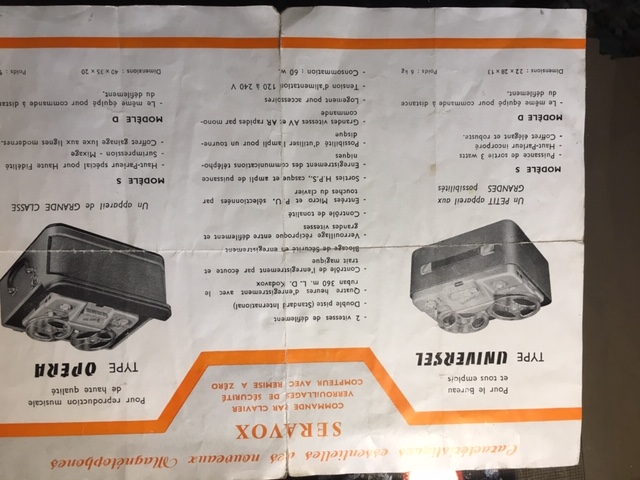 Caractéristiques essentielles des nouveaux Magnétophones
SERAVOX
COMMANDE PAR CLAVIER
VERROUILLAGES DE SÉCURITÉ
COMPTEUR AVEC REMISE A ZÉRO
Pour le Bureau
et tous emplois
TYPE UNIVERSEL
Un PETIT appareil aux
GRANDES possibilités
MODÈLE S
- Puissance de sortie 3 watts
- Haut-Parleur incorporé
- Coffret élégant et robuste.
MODÈLE D
- Le même équipé pour commande à distance
du défilement.
Dimensions : 22 × 28 × 13 Poids : 6 kg
- 2 vitesses de défilement
- Double piste (Standard International)
- Quatre heures d'enregistrement avec le
ruban 360 m. L. D. Kodavox
- Contrôle de l'enregistrement par écoute et
trait magique
- Blocage de Sécurité en enregistrement
- Verrouillage réciproque entre défilement et
grandes vitesses
- Contrôle de tonalité
- Entrées Micro et P. U. sélectionnées par
touches du clavier
- Sorties H.P.S., casque et ampli de puissance
- Enregistrement des communications télépho-
niques
- Possibilité d'utiliser l'ampli pour un tourne-
disque
- Grandes vitesses AV et AR rapides par mono-
commande
- Logement pour accessoires
- Tension d'alimentation 120 à 240 V
- Consommation : 60 w.
Pour reproduction musicale
de haute qualité
TYPE OPÉRA
Un appareil de GRANDE CLASSE
MODÈLE S
- Haut-Parleur spécial pour Haute Fidélité
- Surimpression - Mixage -
- Coffret gainage luxe aux lignes modernes.
MODÈLE D
- Le même équipé pour commande à distance
du défilement.
Dimensions : 40 × 35 × 20 Poids :